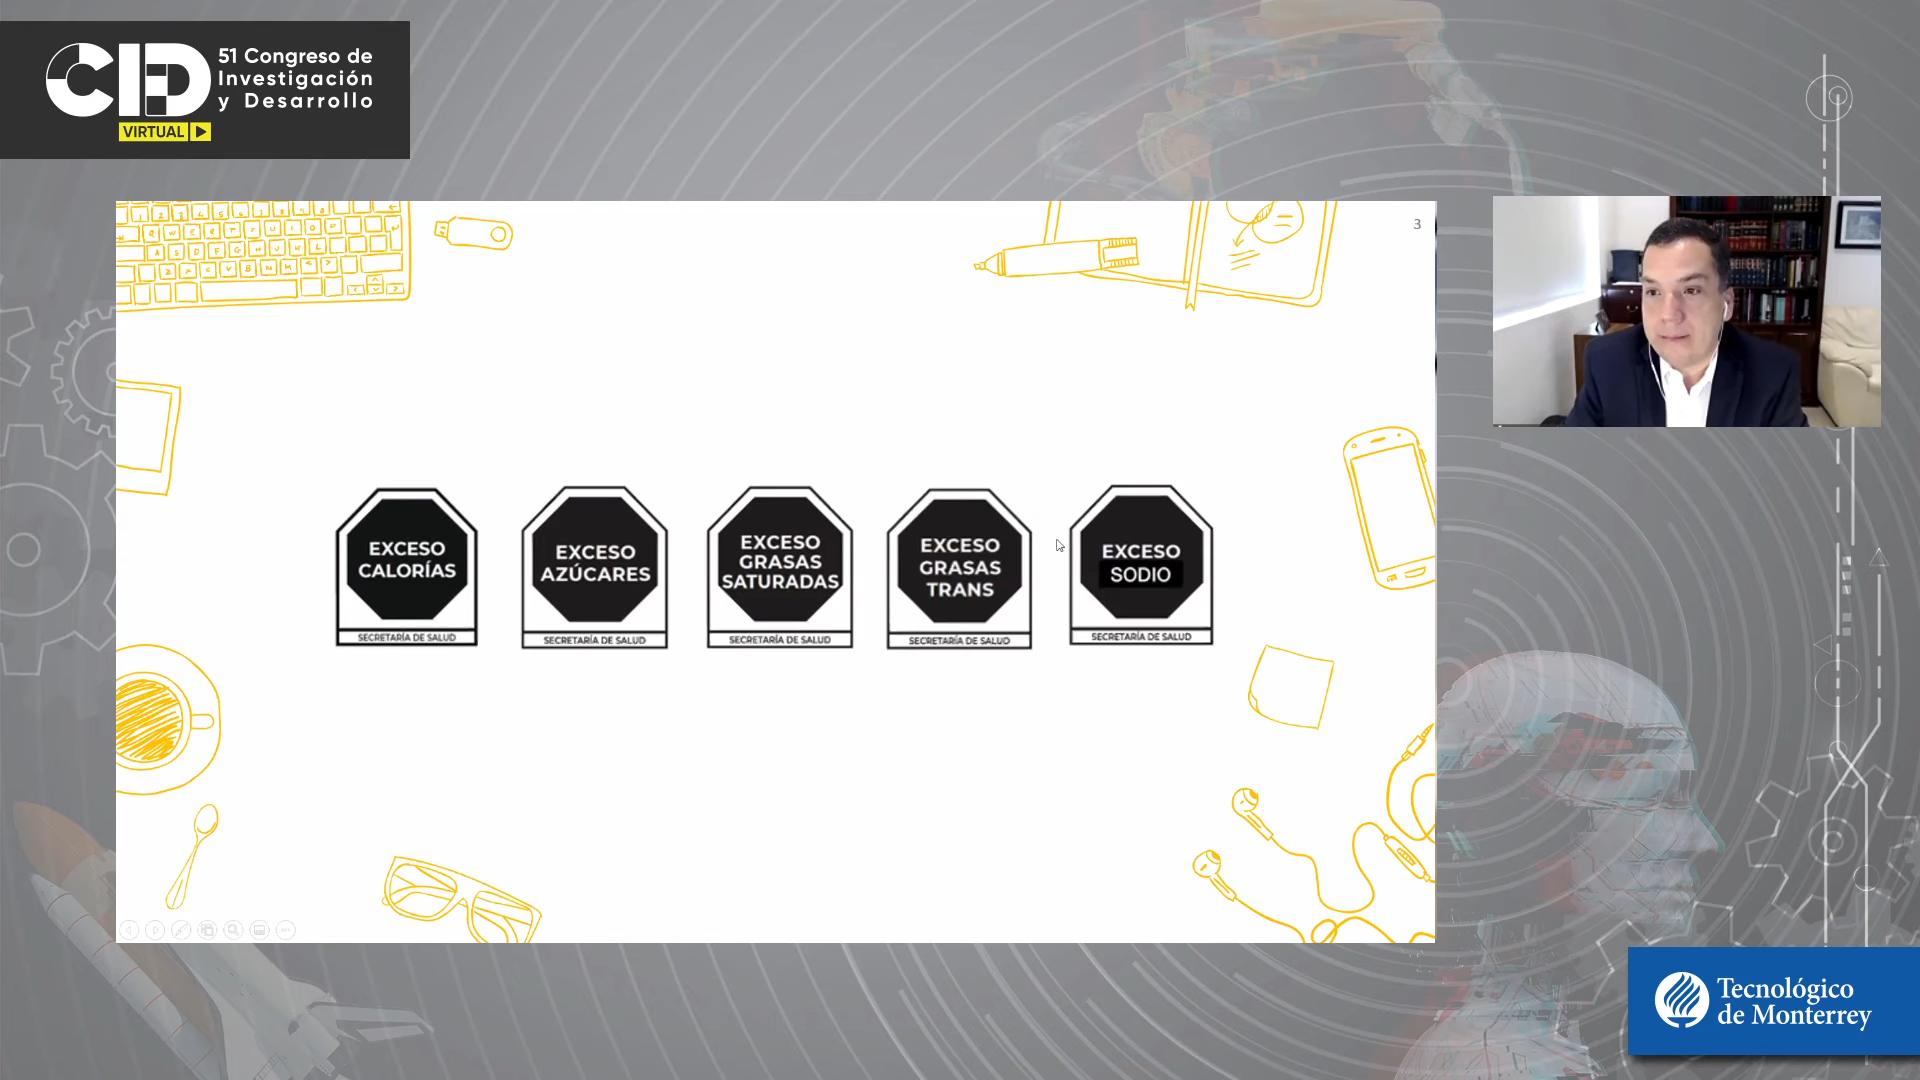 CID
51 Congreso de
Investigación
y Desarrollo
VIRTUAL
3
EXCESO
CALORÍAS
SECRETARÍA DE SALUD
EXCESO
AZÚCARES
SECRETARÍA DE SALUD
EXCESO
GRASAS
SATURADAS
SECRETARÍA DE SALUD
EXCESO
GRASAS
TRANS
SECRETARÍA DE SALUD
EXCESO
SODIO
SECRETARÍA DE SALUD
Tecnológico
de Monterrey